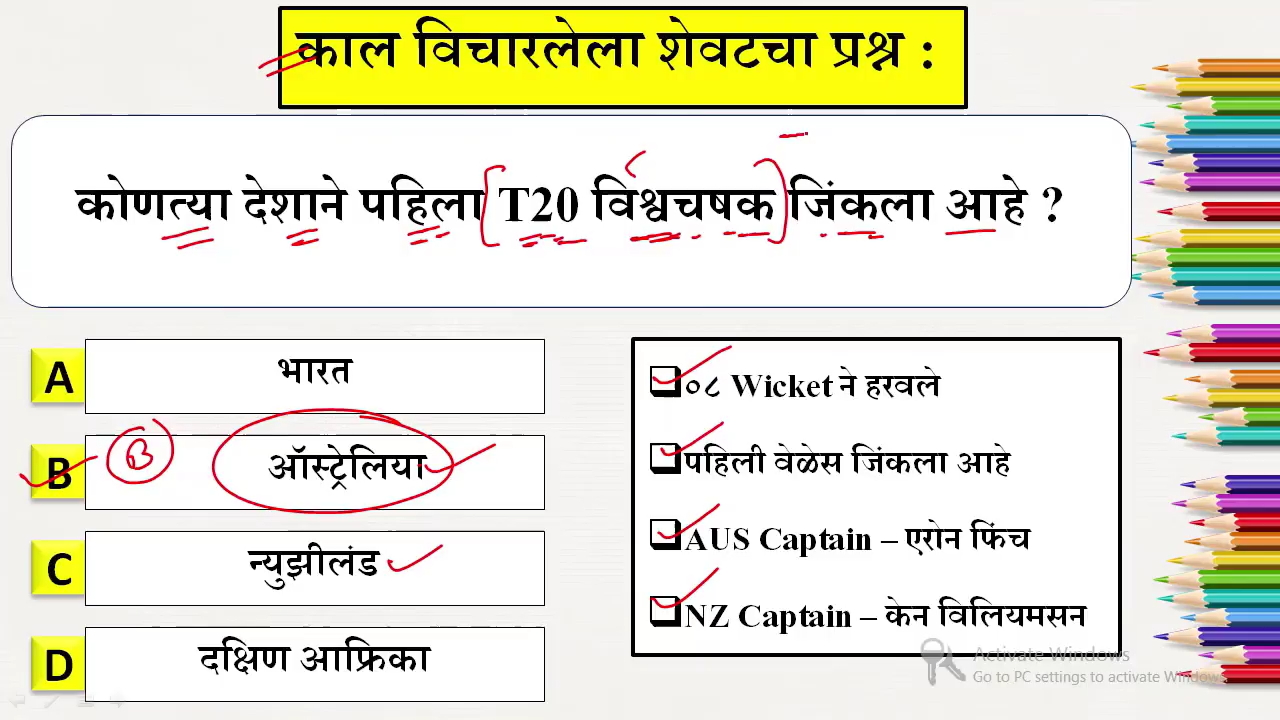 काल विचारलेला शेवटचा प्रश्न :
कोणत्या देशाने पहिला T20 विश्वचषक जिंकला आहे ?
A भारत
B B ऑस्ट्रेलिया
C न्युझीलंड
D दक्षिण आफ्रिका
०८ Wicket ने हरवले
पहिली वेळेस जिंकला आहे
AUS Captain – एरोन फिंच
NZ Captain – केन विलियमसन
Activate Windows
Go to PC settings to activate Windows.